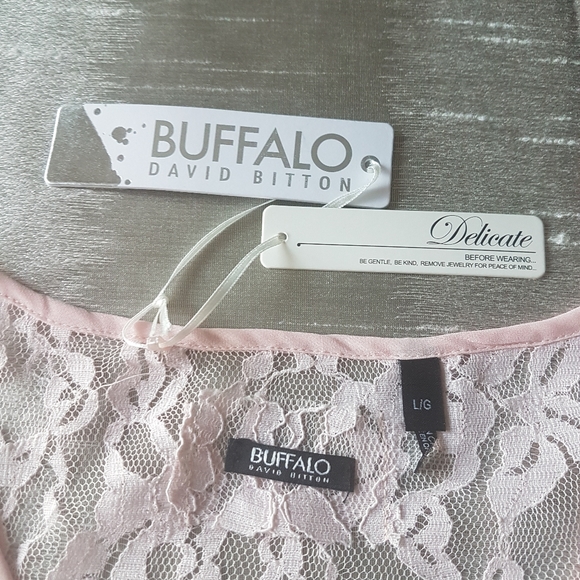 BUFFALO
DAVID BITTON
Delicate
BEFORE WEARING...
BE GENTLE, BE KIND, REMOVE JEWELRY FOR PEACE OF MIND...
L/G
BUFFALO
DAVID BITTON